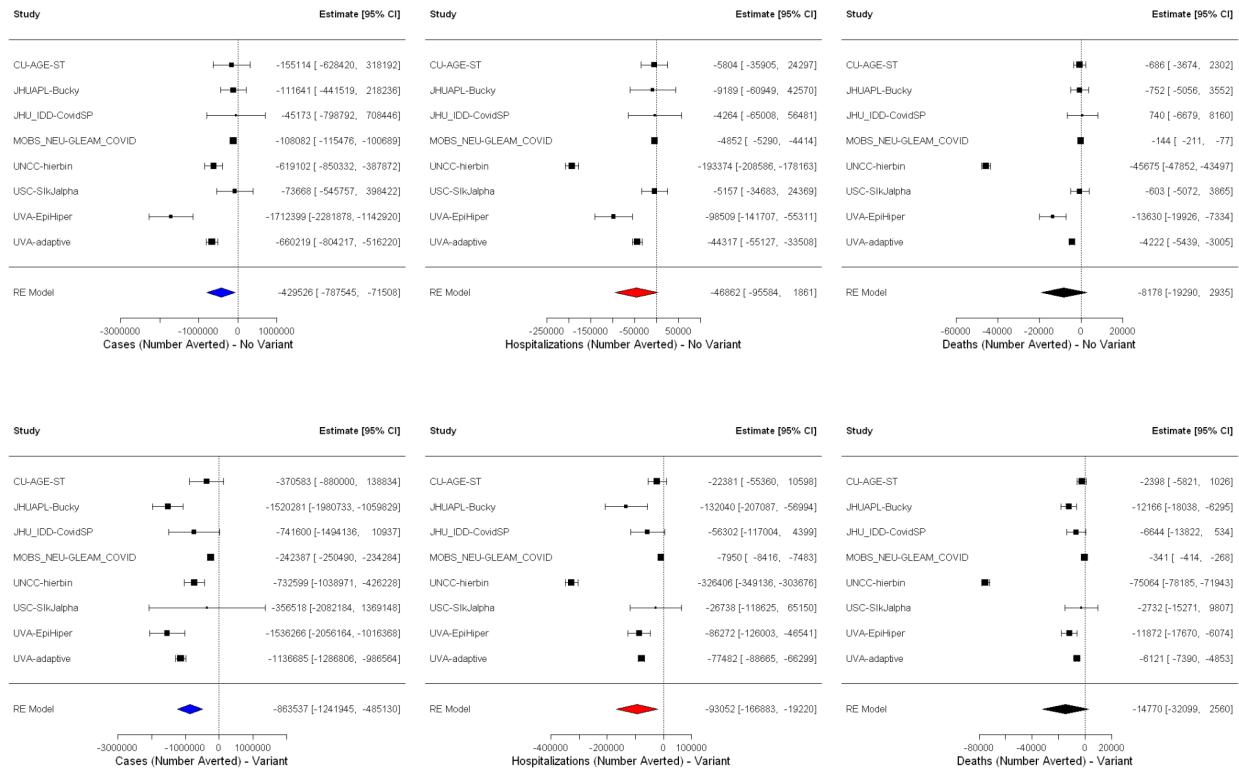 Study Estimate [95% CI]
CU-AGE-ST -155114 [ -628420, 318192]
JHUAPL-Bucky -111641 [ -441519, 218236]
JHU_IDD-CovidSP -45173 [ -798792, 708446]
MOBS_NEU-GLEAM_COVID -108082 [ -115476, -100689]
UNCC-hierbin -619102 [ -850332, -387872]
USC-SIkJalpha -73668 [ -545757, 398422]
UVA-EpiHiper -1712399 [ -2281878, -1142920]
UVA-adaptive -660219 [ -804217, -516220]
RE Model -429526 [ -787545, -71508]
-3000000 -1000000 0 1000000
Cases (Number Averted) - No Variant
Study Estimate [95% CI]
CU-AGE-ST -5804 [ -35905, 24297]
JHUAPL-Bucky -9189 [ -60949, 42570]
JHU_IDD-CovidSP -4264 [ -65008, 56481]
MOBS_NEU-GLEAM_COVID -4852 [ -5290, -4414]
UNCC-hierbin -193374 [ -208586, -178163]
USC-SIkJalpha -5157 [ -34683, 24369]
UVA-EpiHiper -98509 [ -141707, -55311]
UVA-adaptive -44317 [ -55127, -33508]
RE Model -46862 [ -95584, 1861]
-250000 -150000 -50000 0 50000
Hospitalizations (Number Averted) - No Variant
Study Estimate [95% CI]
CU-AGE-ST -686 [ -3674, 2302]
JHUAPL-Bucky -752 [ -5056, 3552]
JHU_IDD-CovidSP 740 [ -6679, 8160]
MOBS_NEU-GLEAM_COVID -144 [ -211, -77]
UNCC-hierbin -45675 [ -47852, -43497]
USC-SIkJalpha -603 [ -5072, 3865]
UVA-EpiHiper -13630 [ -19926, -7334]
UVA-adaptive -4222 [ -5439, -3005]
RE Model -8178 [ -19290, 2935]
-60000 -40000 -20000 0 20000
Deaths (Number Averted) - No Variant
Study Estimate [95% CI]
CU-AGE-ST -370583 [ -880000, 138834]
JHUAPL-Bucky -1520281 [ -1980733, -1059829]
JHU_IDD-CovidSP -741600 [ -1494136, 10937]
MOBS_NEU-GLEAM_COVID -242387 [ -250490, -234284]
UNCC-hierbin -732599 [ -1038971, -426228]
USC-SIkJalpha -356518 [ -2082184, 1369148]
UVA-EpiHiper -1536266 [ -2056164, -1016368]
UVA-adaptive -1136685 [ -1286806, -986564]
RE Model -863537 [ -1241945, -485130]
-3000000 -1000000 0 1000000
Cases (Number Averted) - Variant
Study Estimate [95% CI]
CU-AGE-ST -22381 [ -55360, 10598]
JHUAPL-Bucky -132040 [ -207087, -56994]
JHU_IDD-CovidSP -56302 [ -117004, 4399]
MOBS_NEU-GLEAM_COVID -7950 [ -8416, -7483]
UNCC-hierbin -326406 [ -349136, -303676]
USC-SIkJalpha -26738 [ -118625, 65150]
UVA-EpiHiper -86272 [ -126003, -46541]
UVA-adaptive -77482 [ -88665, -66299]
RE Model -93052 [ -166883, -19220]
-400000 -200000 0 100000
Hospitalizations (Number Averted) - Variant
Study Estimate [95% CI]
CU-AGE-ST -2398 [ -5821, 1026]
JHUAPL-Bucky -12166 [ -18038, -6295]
JHU_IDD-CovidSP -6644 [ -13822, 534]
MOBS_NEU-GLEAM_COVID -341 [ -414, -268]
UNCC-hierbin -75064 [ -78185, -71943]
USC-SIkJalpha -2732 [ -15271, 9807]
UVA-EpiHiper -11872 [ -17670, -6074]
UVA-adaptive -6121 [ -7390, -4853]
RE Model -14770 [ -32099, 2560]
-80000 -40000 0 20000
Deaths (Number Averted) - Variant